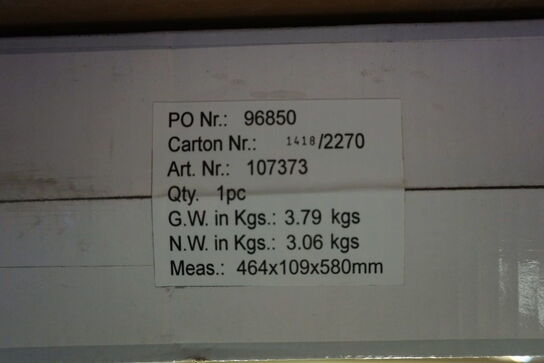 PO Nr.: 96850
Carton Nr.: 1418/2270
Art. Nr.: 107373
Qty. 1pc
G.W. in Kgs.: 3.79 kgs
N.W. in Kgs.: 3.06 kgs
Meas.: 464x109x580mm